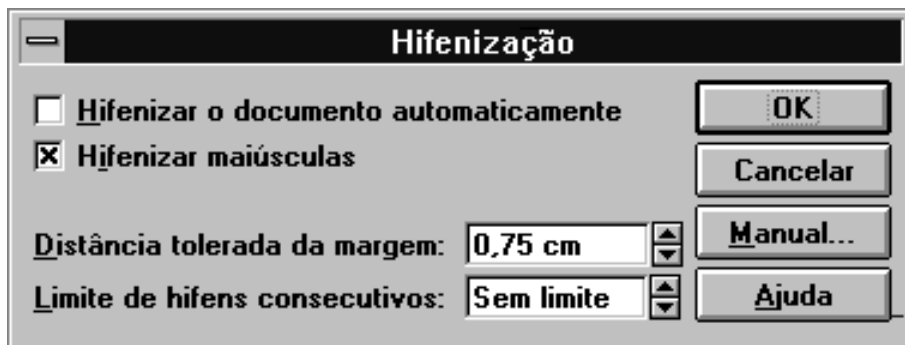 Hifenização
Hifenizar o documento automaticamente
OK
Hifenizar maiúsculas
Cancelar
Distância tolerada da margem: 0,75 cm
Manual...
Limite de hifens consecutivos: Sem limite
Ajuda